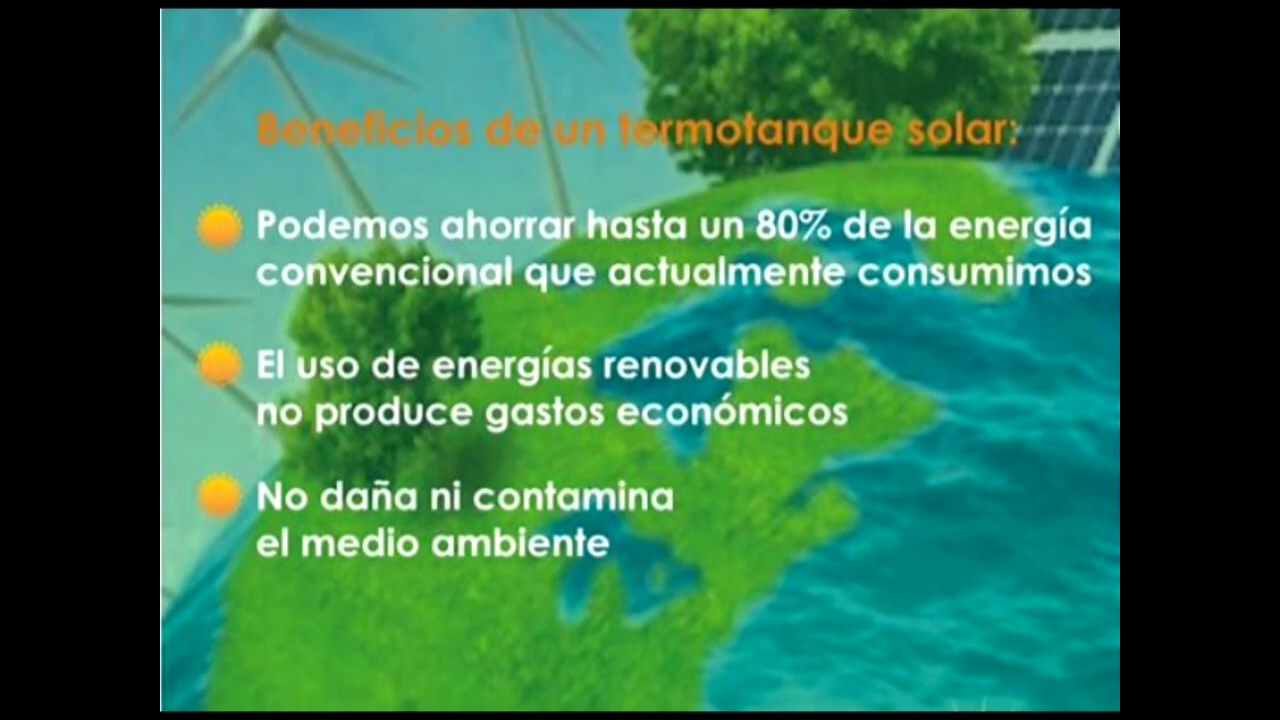 Beneficios de un termotanque solar:
Podemos ahorrar hasta un 80% de la energía
convencional que actualmente consumimos
El uso de energías renovables
no produce gastos económicos
No daña ni contamina
el medio ambiente